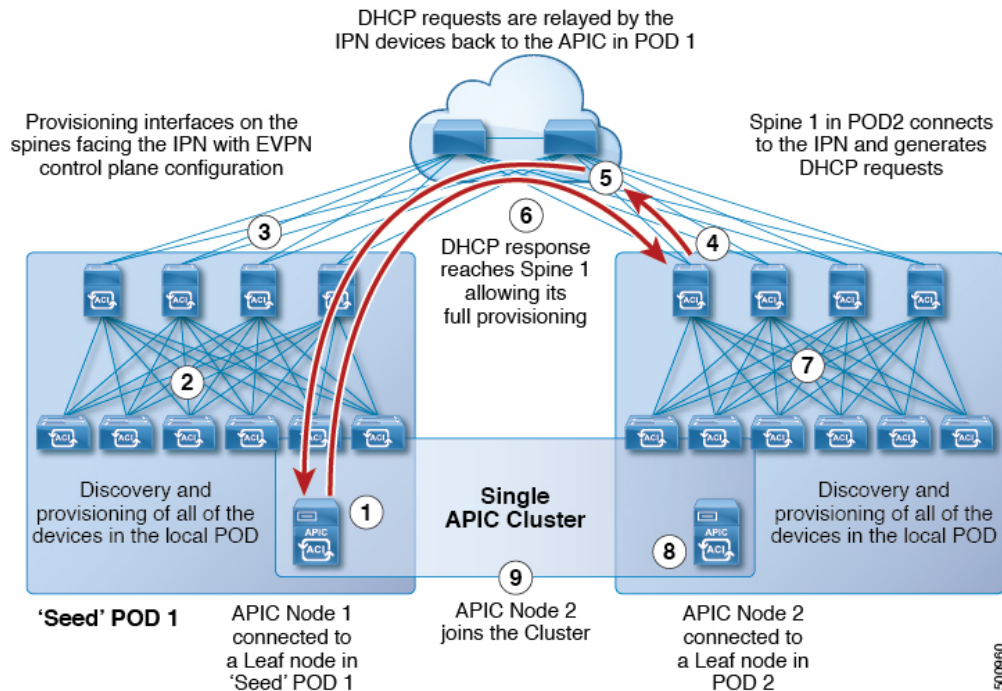 DHCP requests are relayed by the
IPN devices back to the APIC in POD 1
Provisioning interfaces on the
spines facing the IPN with EVPN
control plane configuration
Spine 1 in POD2 connects
to the IPN and generates
DHCP requests
5
6
3
4
DHCP response
reaches Spine 1
allowing its
full provisioning
ACI
ACI
ACI
ACI
ACI
ACI
ACI
ACI
2
7
ACI
ACI
ACI
ACI
ACI
ACI
ACI
ACI
ACI
ACI
ACI
ACI
Discovery and
provisioning of all of the
devices in the local POD
1
APIC
ACI
Single
APIC Cluster
8
APIC
ACI
Discovery and
provisioning of all of the
devices in the local POD
9
'Seed' POD 1
APIC Node 1
connected to
a Leaf node in
'Seed' POD 1
APIC Node 2
joins the Cluster
APIC Node 2
connected to
a Leaf node in
POD 2
500960